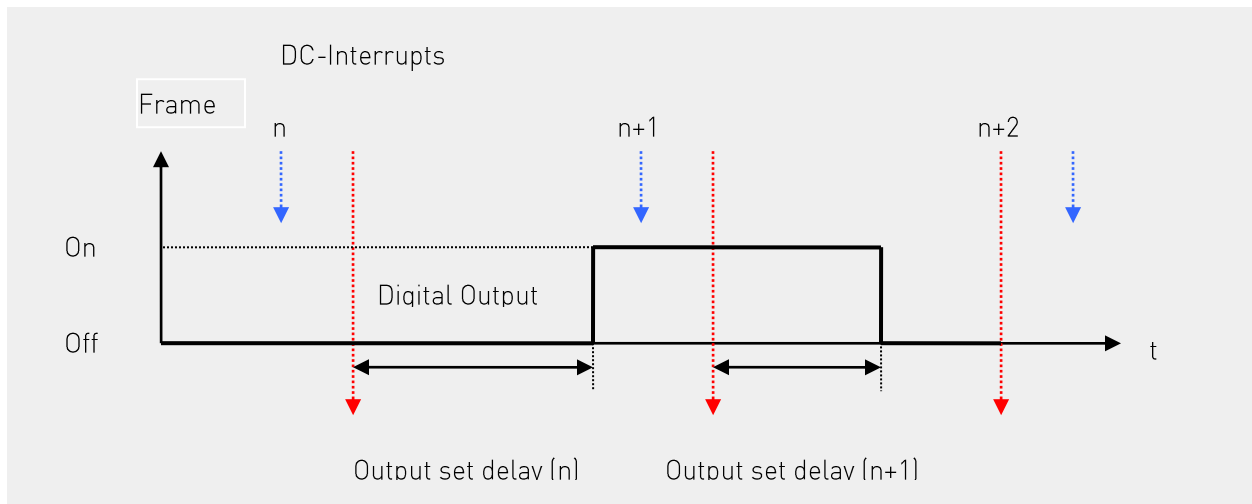 DC-Interrupts
Frame
n
n+1
n+2
On
Digital Output
Off
t
Output set delay (n)
Output set delay (n+1)